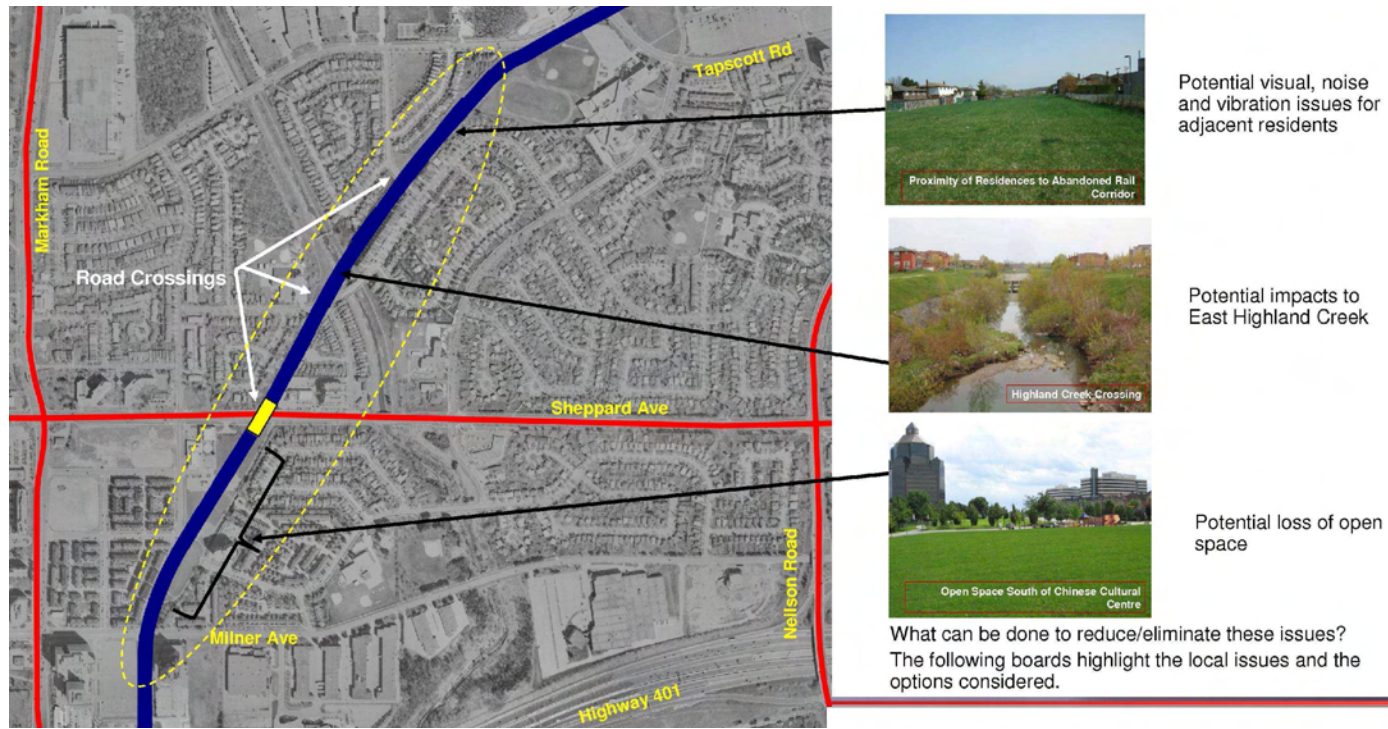 Tapscott Rd
Markham Road
Road Crossings
Sheppard Ave
Neilson Road
Milner Ave
Highway 401
Proximity of Residences to Abandoned Rail
Corridor
Potential visual, noise
and vibration issues for
adjacent residents
Highland Creek Crossing
Potential impacts to
East Highland Creek
Open Space South of Chinese Cultural
Centre
Potential loss of open
space
What can be done to reduce/eliminate these issues?
The following boards highlight the local issues and the
options considered.